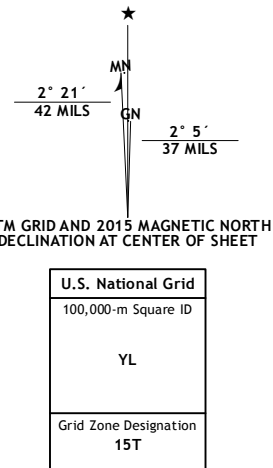 MN
2° 21´
42 MILS
GN
2° 5´
37 MILS
TM GRID AND 2015 MAGNETIC NORTH
DECLINATION AT CENTER OF SHEET
U.S. National Grid
100,000-m Square ID
YL
Grid Zone Designation
15T